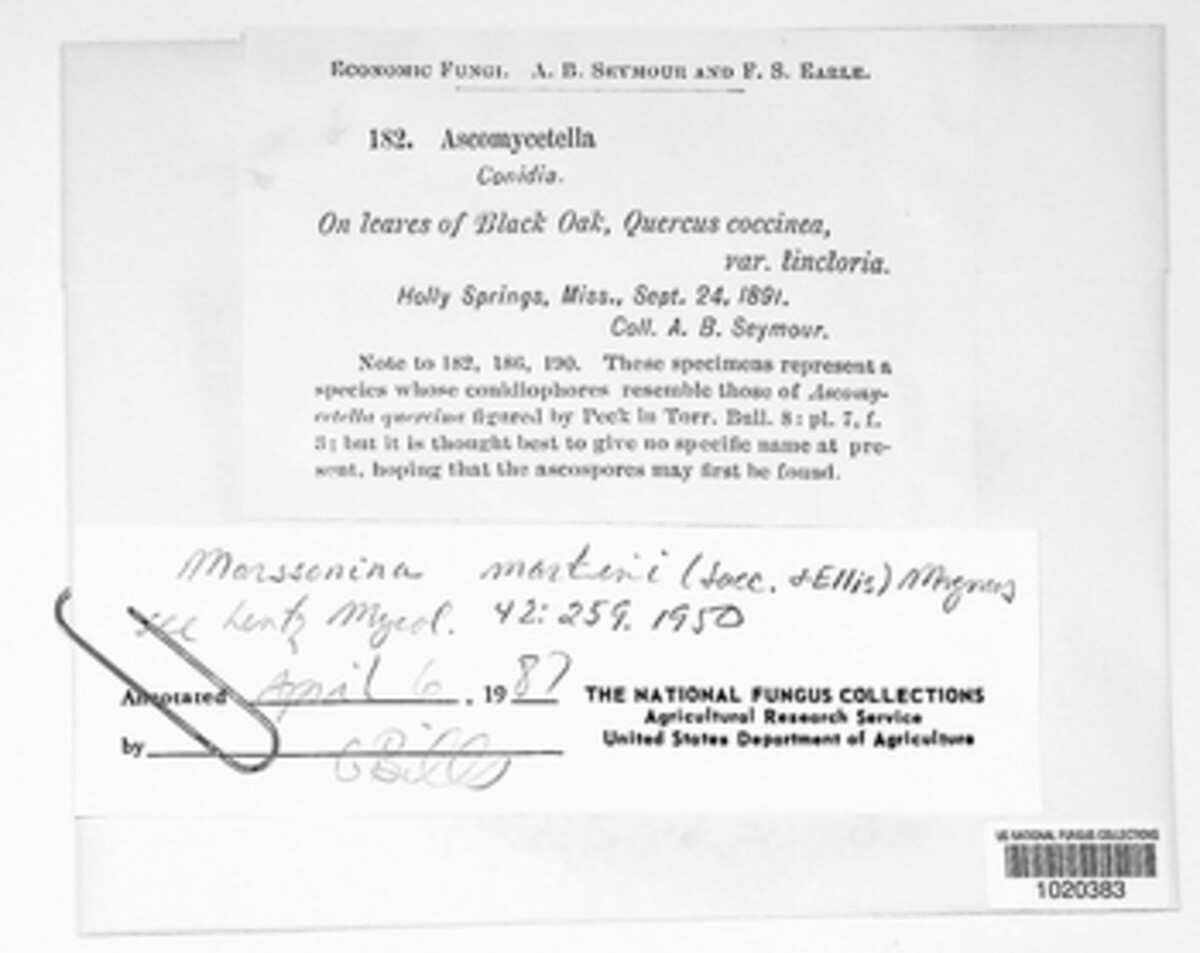 ECONOMIC FUNGI. A. B. SEYMOUR AND F. S. EARLE.
182. Ascomycetella
Conidia.
On leaves of Black Oak, Quercus coccinea,
var. tinctoria.
Holly Springs, Miss., Sept. 24, 1891.
Coll. A. B. Seymour.
Note to 182, 186, 190. These specimens represent a
species whose conidiophores resemble those of Ascomy-
cetella quercina figured by Peck in Torr. Bull. 8: pl. 7, f.
3; but it is thought best to give no specific name at pre-
sent, hoping that the ascospores may first be found.
Marssonina martini (Sacc. & Ellis) Magnus
see Lentz Mycol. 42: 259. 1950
Annotated April 6, 1987
by G Bills
THE NATIONAL FUNGUS COLLECTIONS
Agricultural Research Service
United States Department of Agriculture
US NATIONAL FUNGUS COLLECTIONS
1020383